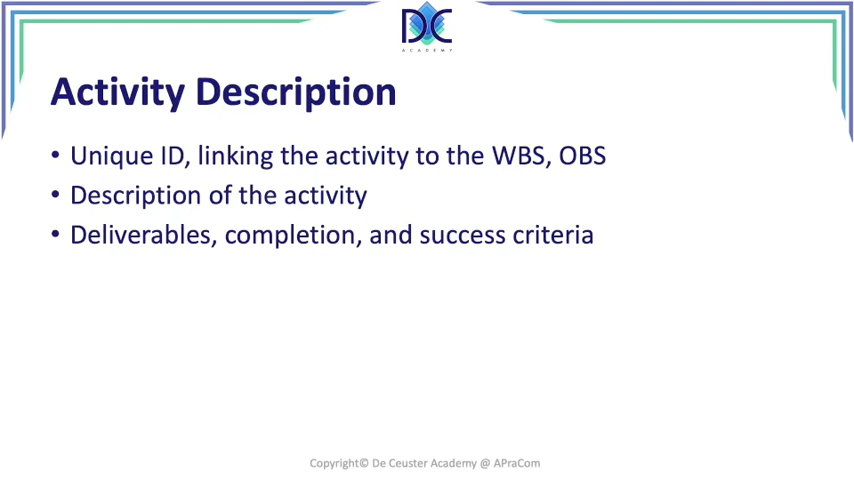 DC
ACADEMY
Activity Description
• Unique ID, linking the activity to the WBS, OBS
• Description of the activity
• Deliverables, completion, and success criteria
Copyright© De Ceuster Academy @ APraCom